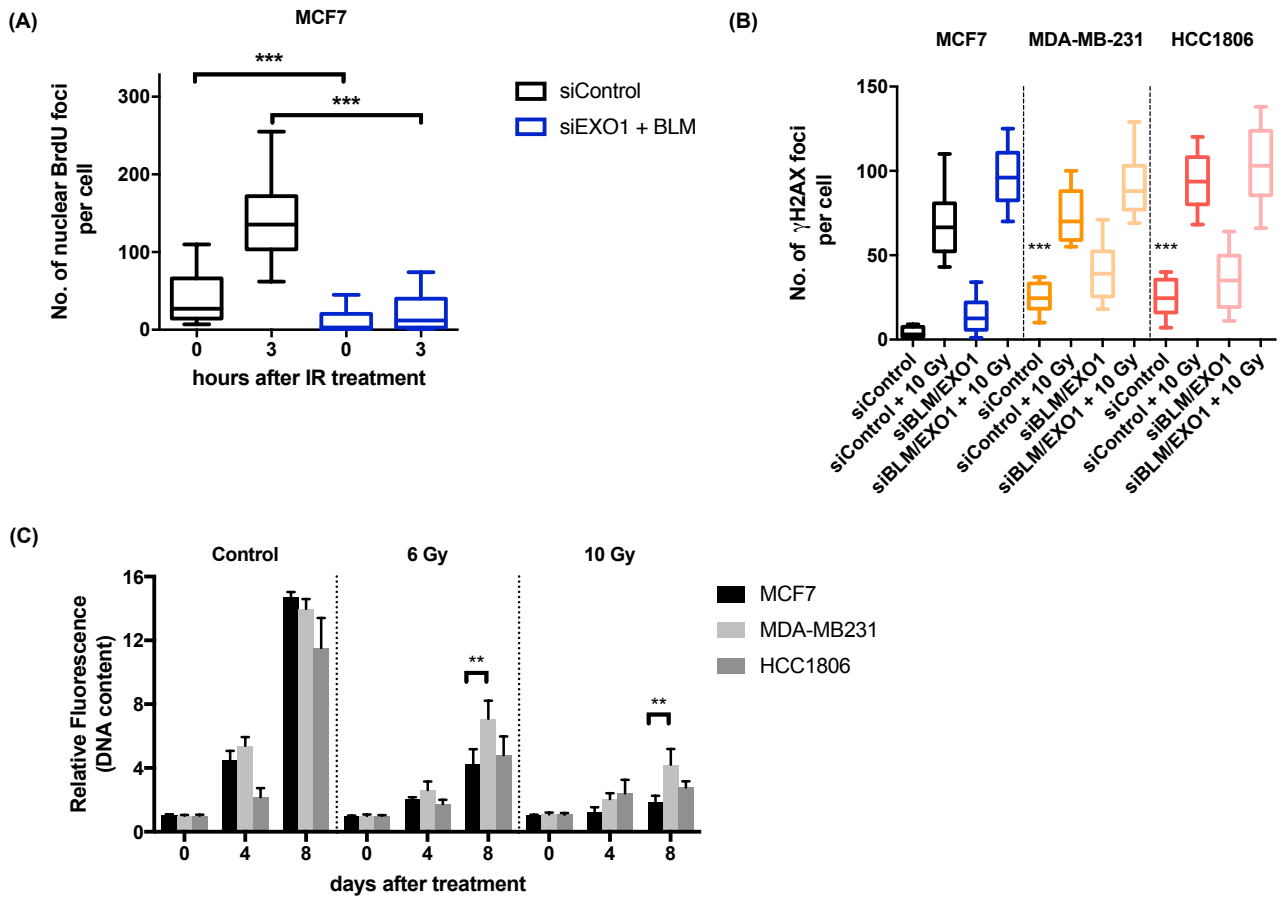 (A)
MCF7
No. of nuclear BrdU foci
per cell
300
200
100
0
***
***
0
3
0
3
hours after IR treatment
siControl
siEXO1 + BLM
(B)
MCF7
MDA-MB-231
HCC1806
No. of γH2AX foci
per cell
150
100
50
0
***
***
siControl
siControl + 10 Gy
siBLM/EXO1
siBLM/EXO1 + 10 Gy
siControl
siControl + 10 Gy
siBLM/EXO1
siBLM/EXO1 + 10 Gy
siControl
siControl + 10 Gy
siBLM/EXO1
siBLM/EXO1 + 10 Gy
(C)
Control
6 Gy
10 Gy
Relative Fluorescence
(DNA content)
16
12
8
4
0
**
**
0
4
8
0
4
8
0
4
8
days after treatment
MCF7
MDA-MB231
HCC1806